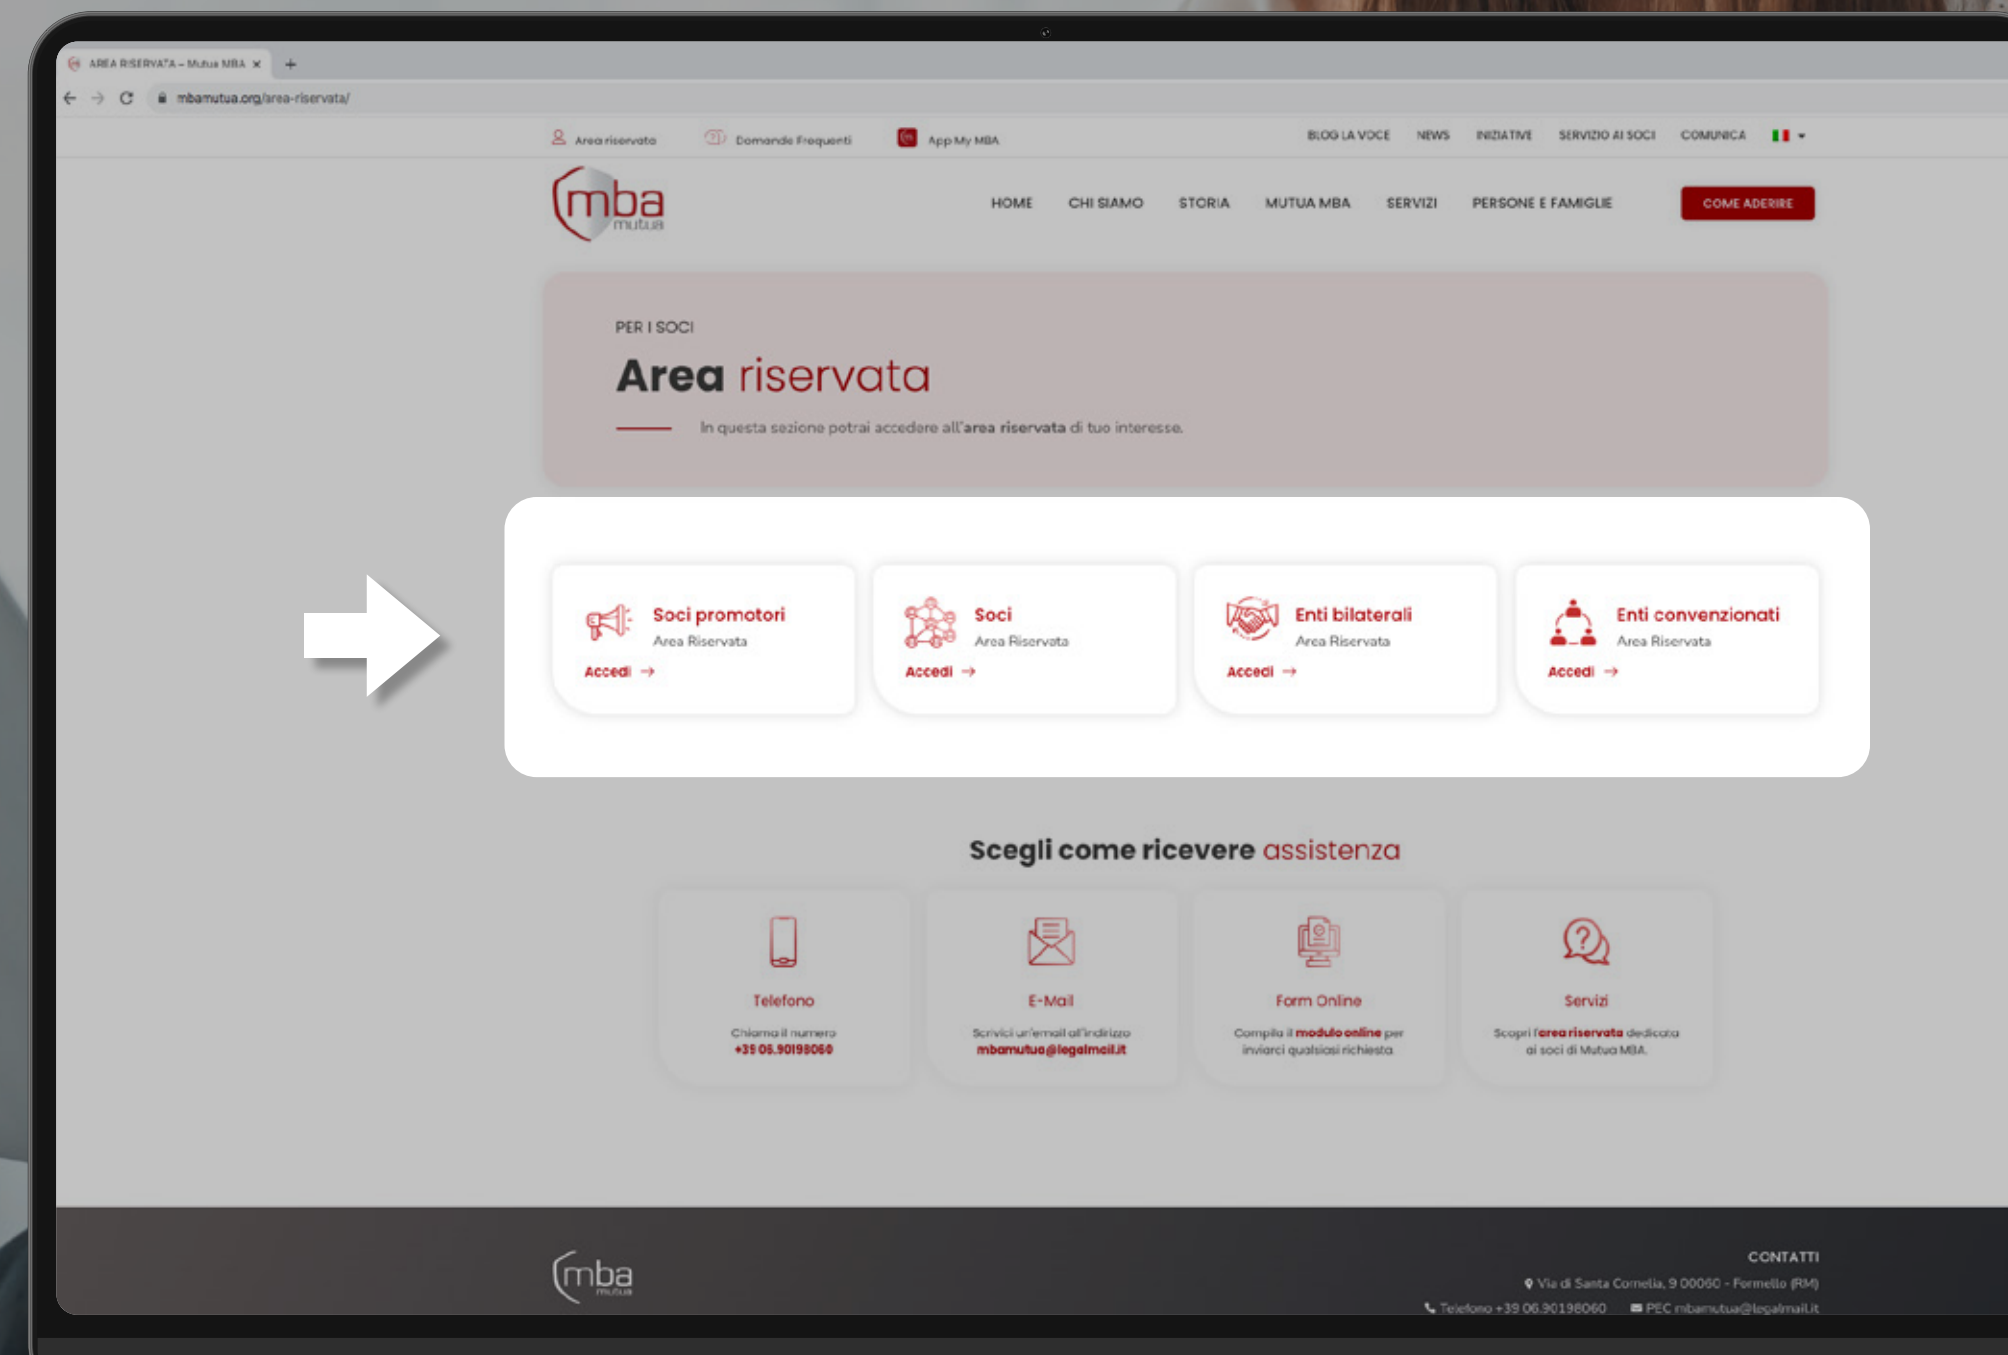 AREA RISERVATA – Mutua MBA
mbamutua.org/area-riservata/
Area riservata
Domande Frequenti
App My MBA
BLOG LA VOCE
NEWS
INIZIATIVE
SERVIZIO AI SOCI
COMUNICA
mba
mutua
HOME
CHI SIAMO
STORIA
MUTUA MBA
SERVIZI
PERSONE E FAMIGLIE
COME ADERIRE
PER I SOCI
Area riservata
In questa sezione potrai accedere all'area riservata di tuo interesse.
Soci promotori
Area Riservata
Accedi
Soci
Area Riservata
Accedi
Enti bilaterali
Area Riservata
Accedi
Enti convenzionati
Area Riservata
Accedi
Scegli come ricevere assistenza
Telefono
Chiama il numero
+39 06.90198060
E-Mail
Scrivici un'email all'indirizzo
mbamutua@legalmail.it
Form Online
Compila il modulo online per
inviarci qualsiasi richiesta
Servizi
Scopri l'area riservata dedicata
ai soci di Mutua MBA.
mba
mutua
CONTATTI
Via di Santa Cornelia, 9 00060 - Formello (RM)
Telefono +39 06.90198060
PEC mbamutua@legalmail.it